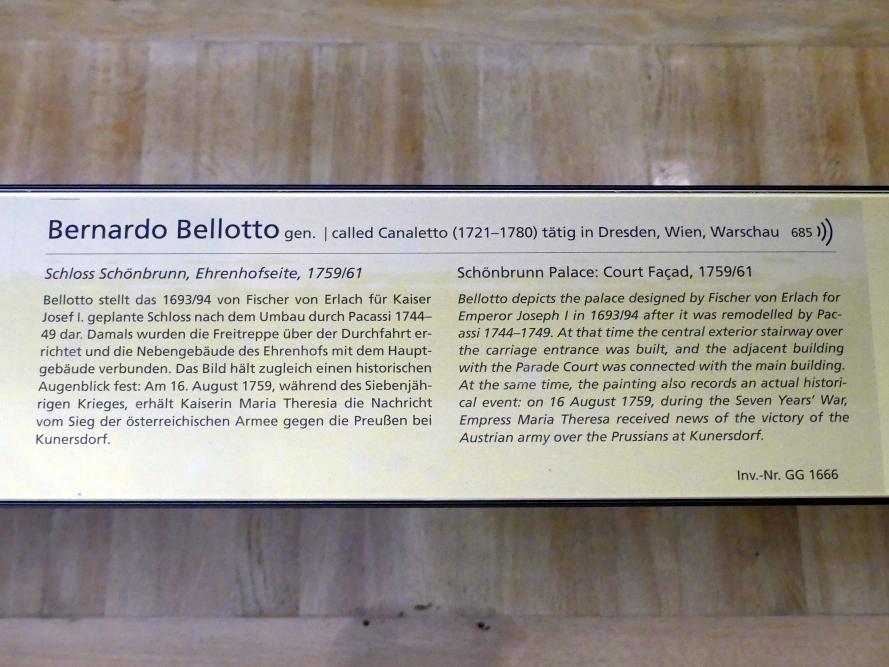 Bernardo Bellotto gen. | called Canaletto (1721–1780) tätig in Dresden, Wien, Warschau 685
Schloss Schönbrunn, Ehrenhofseite, 1759/61
Bellotto stellt das 1693/94 von Fischer von Erlach für Kaiser
Josef I. geplante Schloss nach dem Umbau durch Pacassi 1744–
49 dar. Damals wurden die Freitreppe über der Durchfahrt er-
richtet und die Nebengebäude des Ehrenhofs mit dem Haupt-
gebäude verbunden. Das Bild hält zugleich einen historischen
Augenblick fest: Am 16. August 1759, während des Siebenjäh-
rigen Krieges, erhält Kaiserin Maria Theresia die Nachricht
vom Sieg der österreichischen Armee gegen die Preußen bei
Kunersdorf.
Schönbrunn Palace: Court Façad, 1759/61
Bellotto depicts the palace designed by Fischer von Erlach for
Emperor Joseph I in 1693/94 after it was remodelled by Pac-
assi 1744–1749. At that time the central exterior stairway over
the carriage entrance was built, and the adjacent building
with the Parade Court was connected with the main building.
At the same time, the painting also records an actual histori-
cal event: on 16 August 1759, during the Seven Years' War,
Empress Maria Theresa received news of the victory of the
Austrian army over the Prussians at Kunersdorf.
Inv.-Nr. GG 1666